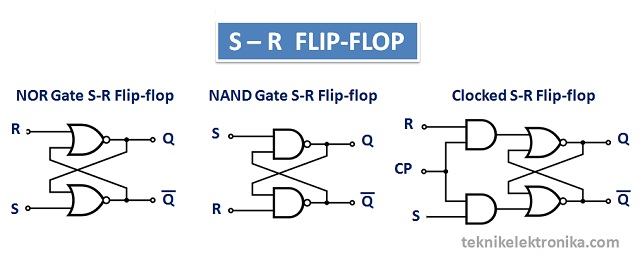 S – R FLIP-FLOP
NOR Gate S-R Flip-flop
R
Q
S
Q̅
NAND Gate S-R Flip-flop
S
Q
R
Q̅
Clocked S-R Flip-flop
R
Q
CP
S
Q̅
teknikelektronika.com